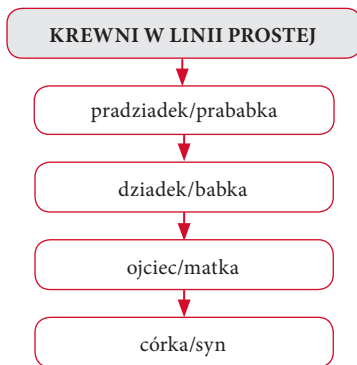 KREWNI W LINII PROSTEJ
pradziadek/prababka
dziadek/babka
ojciec/matka
córka/syn